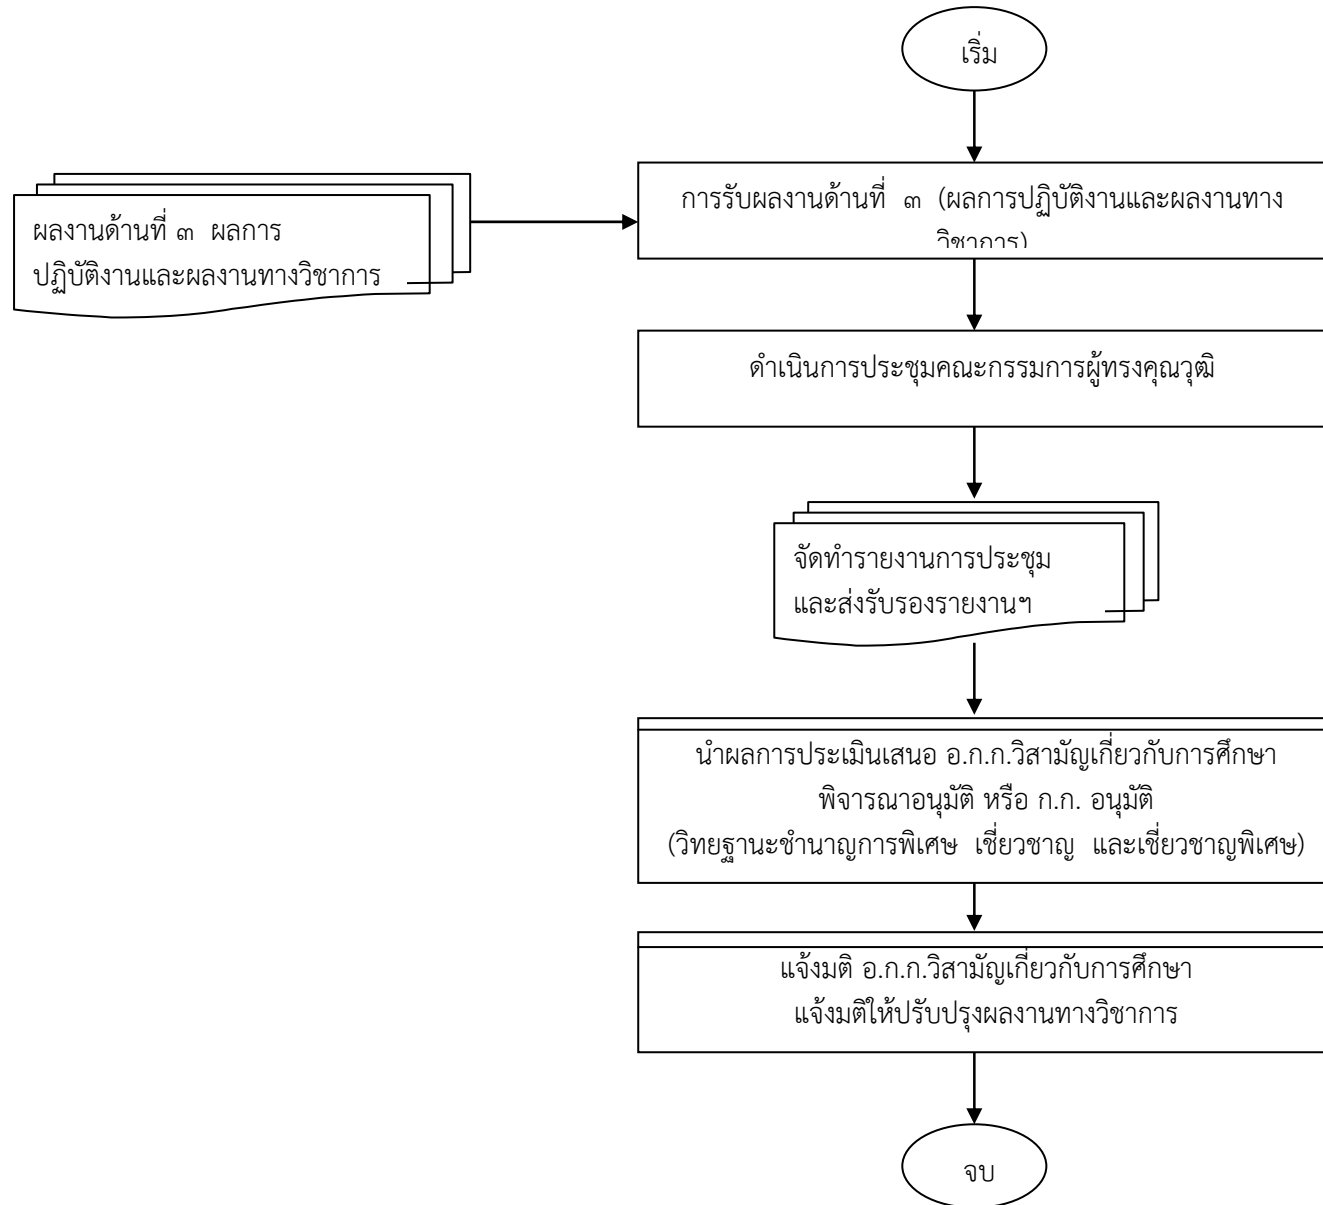 เริ่ม
การรับผลงานด้านที่ ๓ (ผลการปฏิบัติงานและผลงานทาง
วิชาการ)
ผลงานด้านที่ ๓ ผลการ
ปฏิบัติงานและผลงานทางวิชาการ
ดำเนินการประชุมคณะกรรมการผู้ทรงคุณวุฒิ
จัดทำรายงานการประชุม
และส่งรับรองรายงานฯ
นำผลการประเมินเสนอ อ.ก.ก.วิสามัญเกี่ยวกับการศึกษา
พิจารณาอนุมัติ หรือ ก.ก. อนุมัติ
(วิทยฐานะชำนาญการพิเศษ เชี่ยวชาญ และเชี่ยวชาญพิเศษ)
แจ้งมติ อ.ก.ก.วิสามัญเกี่ยวกับการศึกษา
แจ้งมติให้ปรับปรุงผลงานทางวิชาการ
จบ